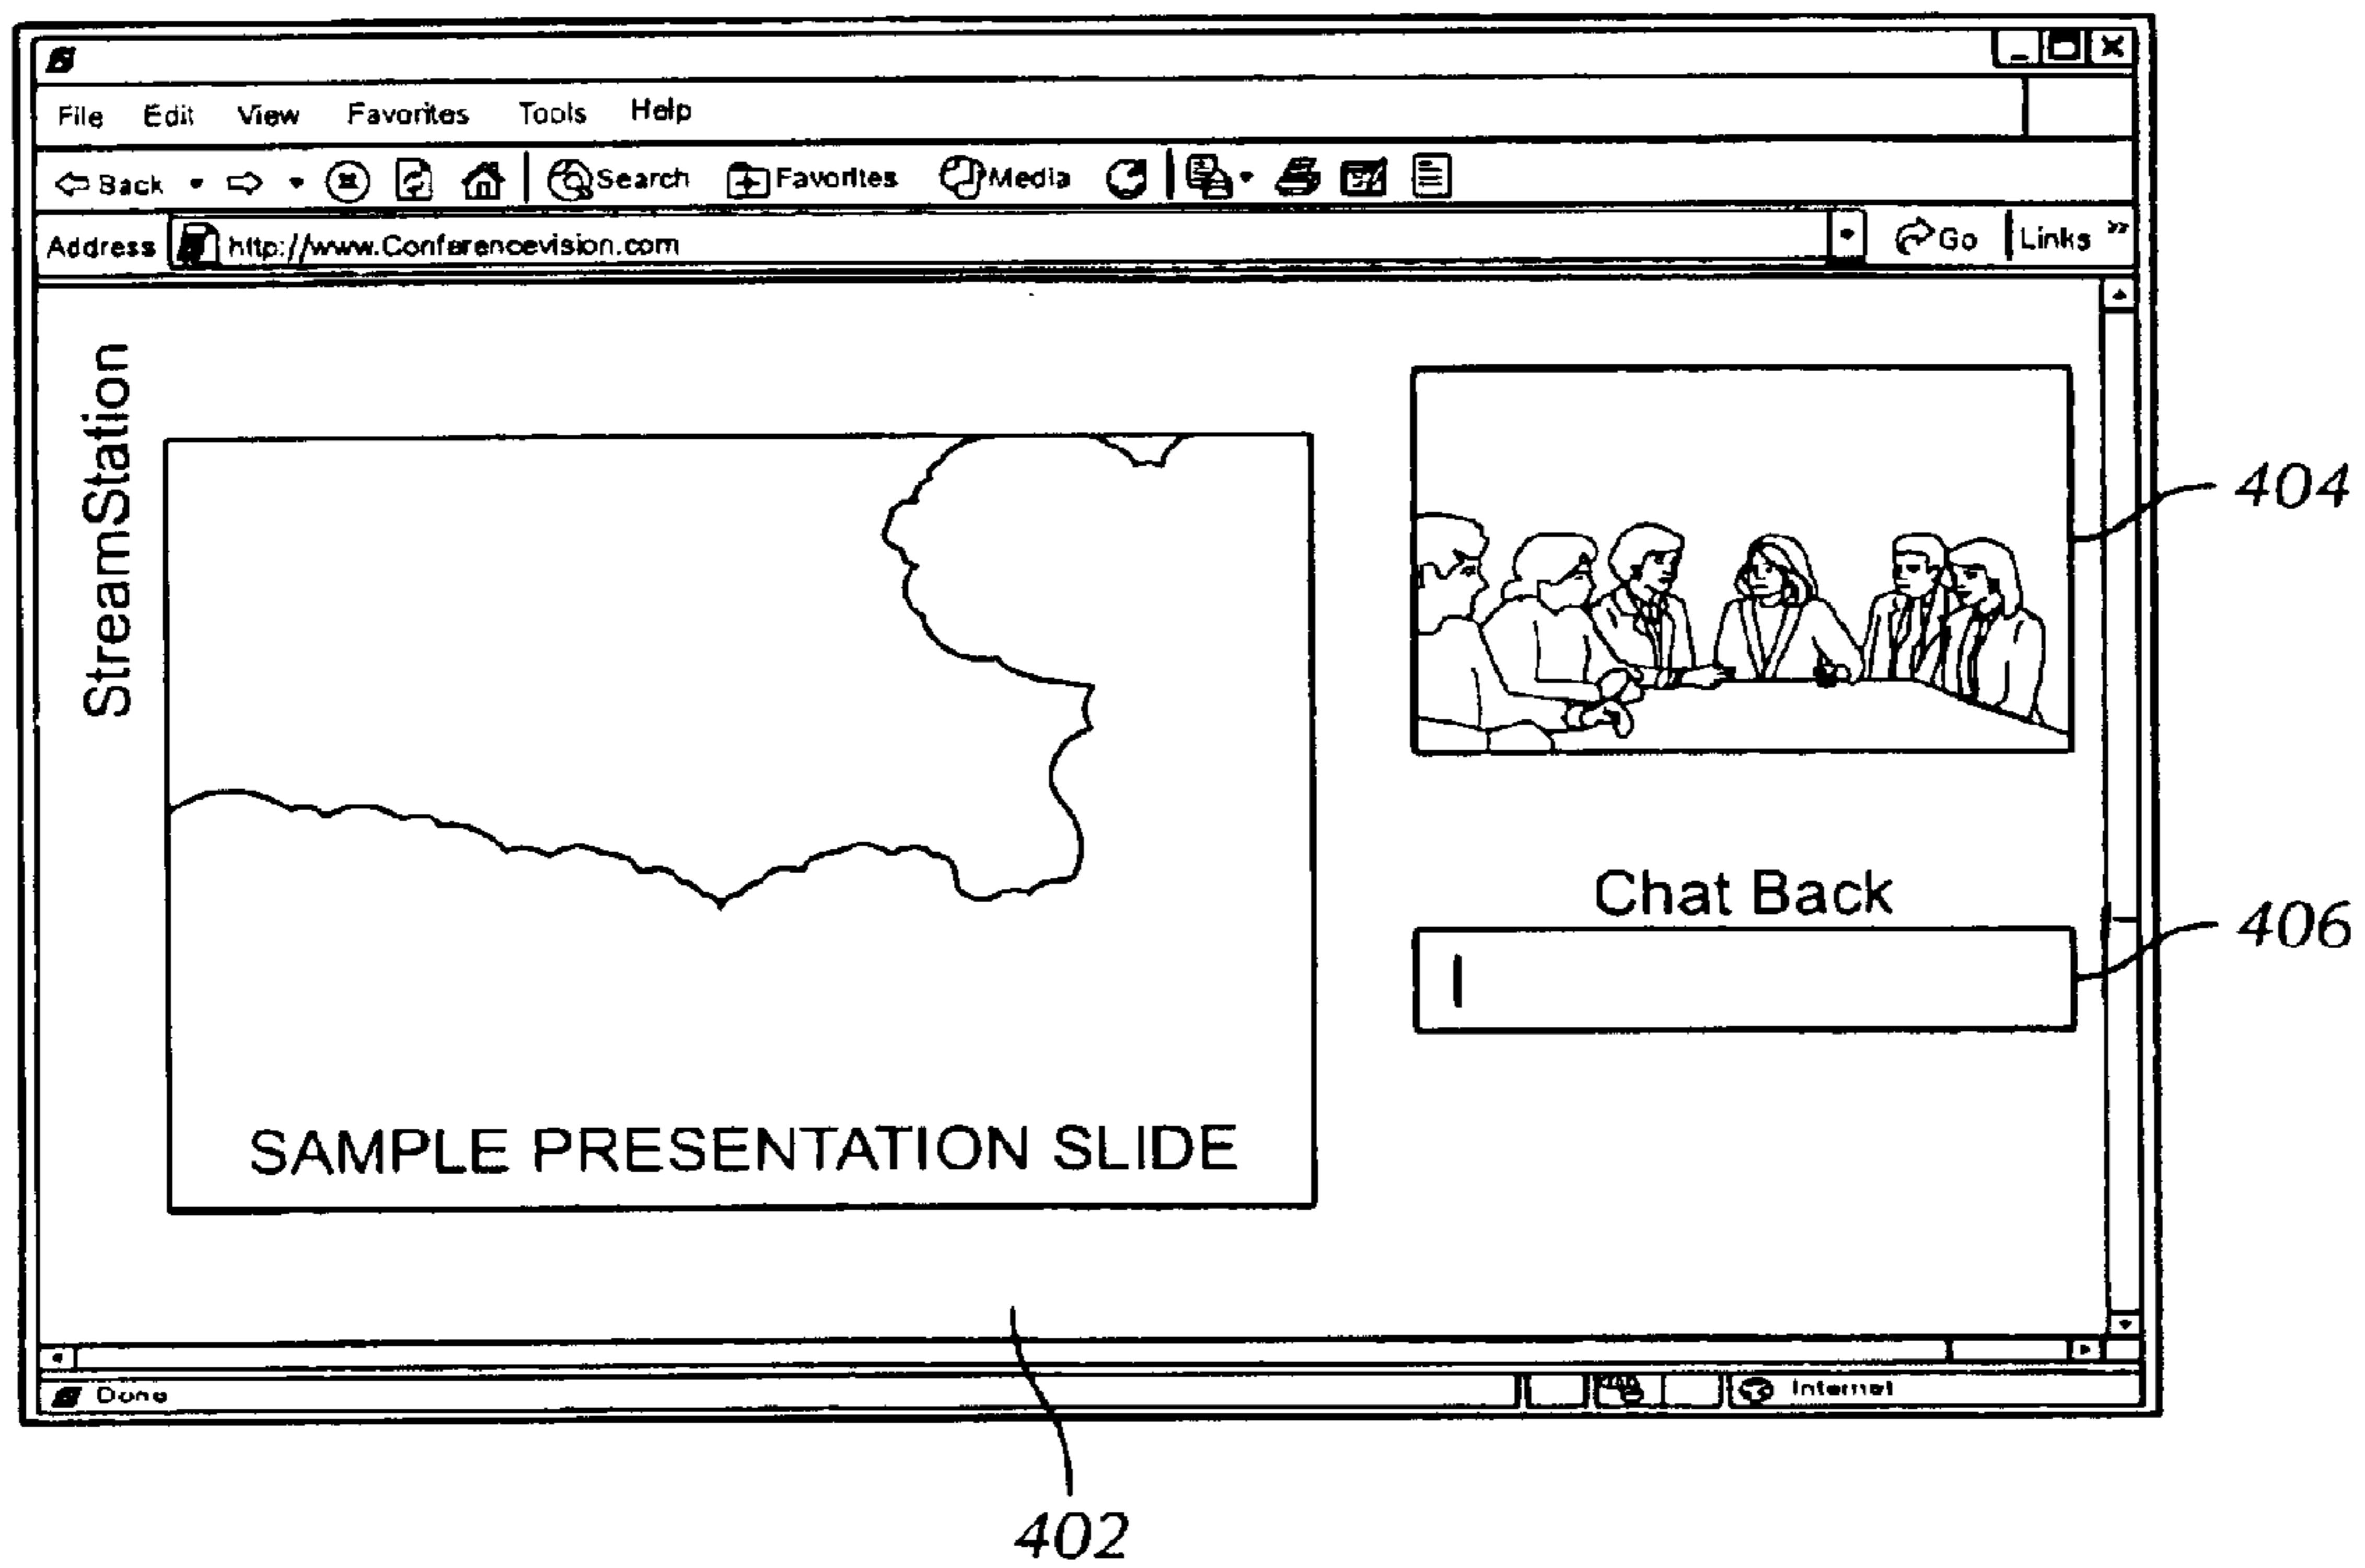 File Edit View Favorites Tools Help
Back Search Favorites Media
Address http://www.Conferencevision.com Go Links »
StreamStation
404
Chat Back
406
SAMPLE PRESENTATION SLIDE
Done Internet
402